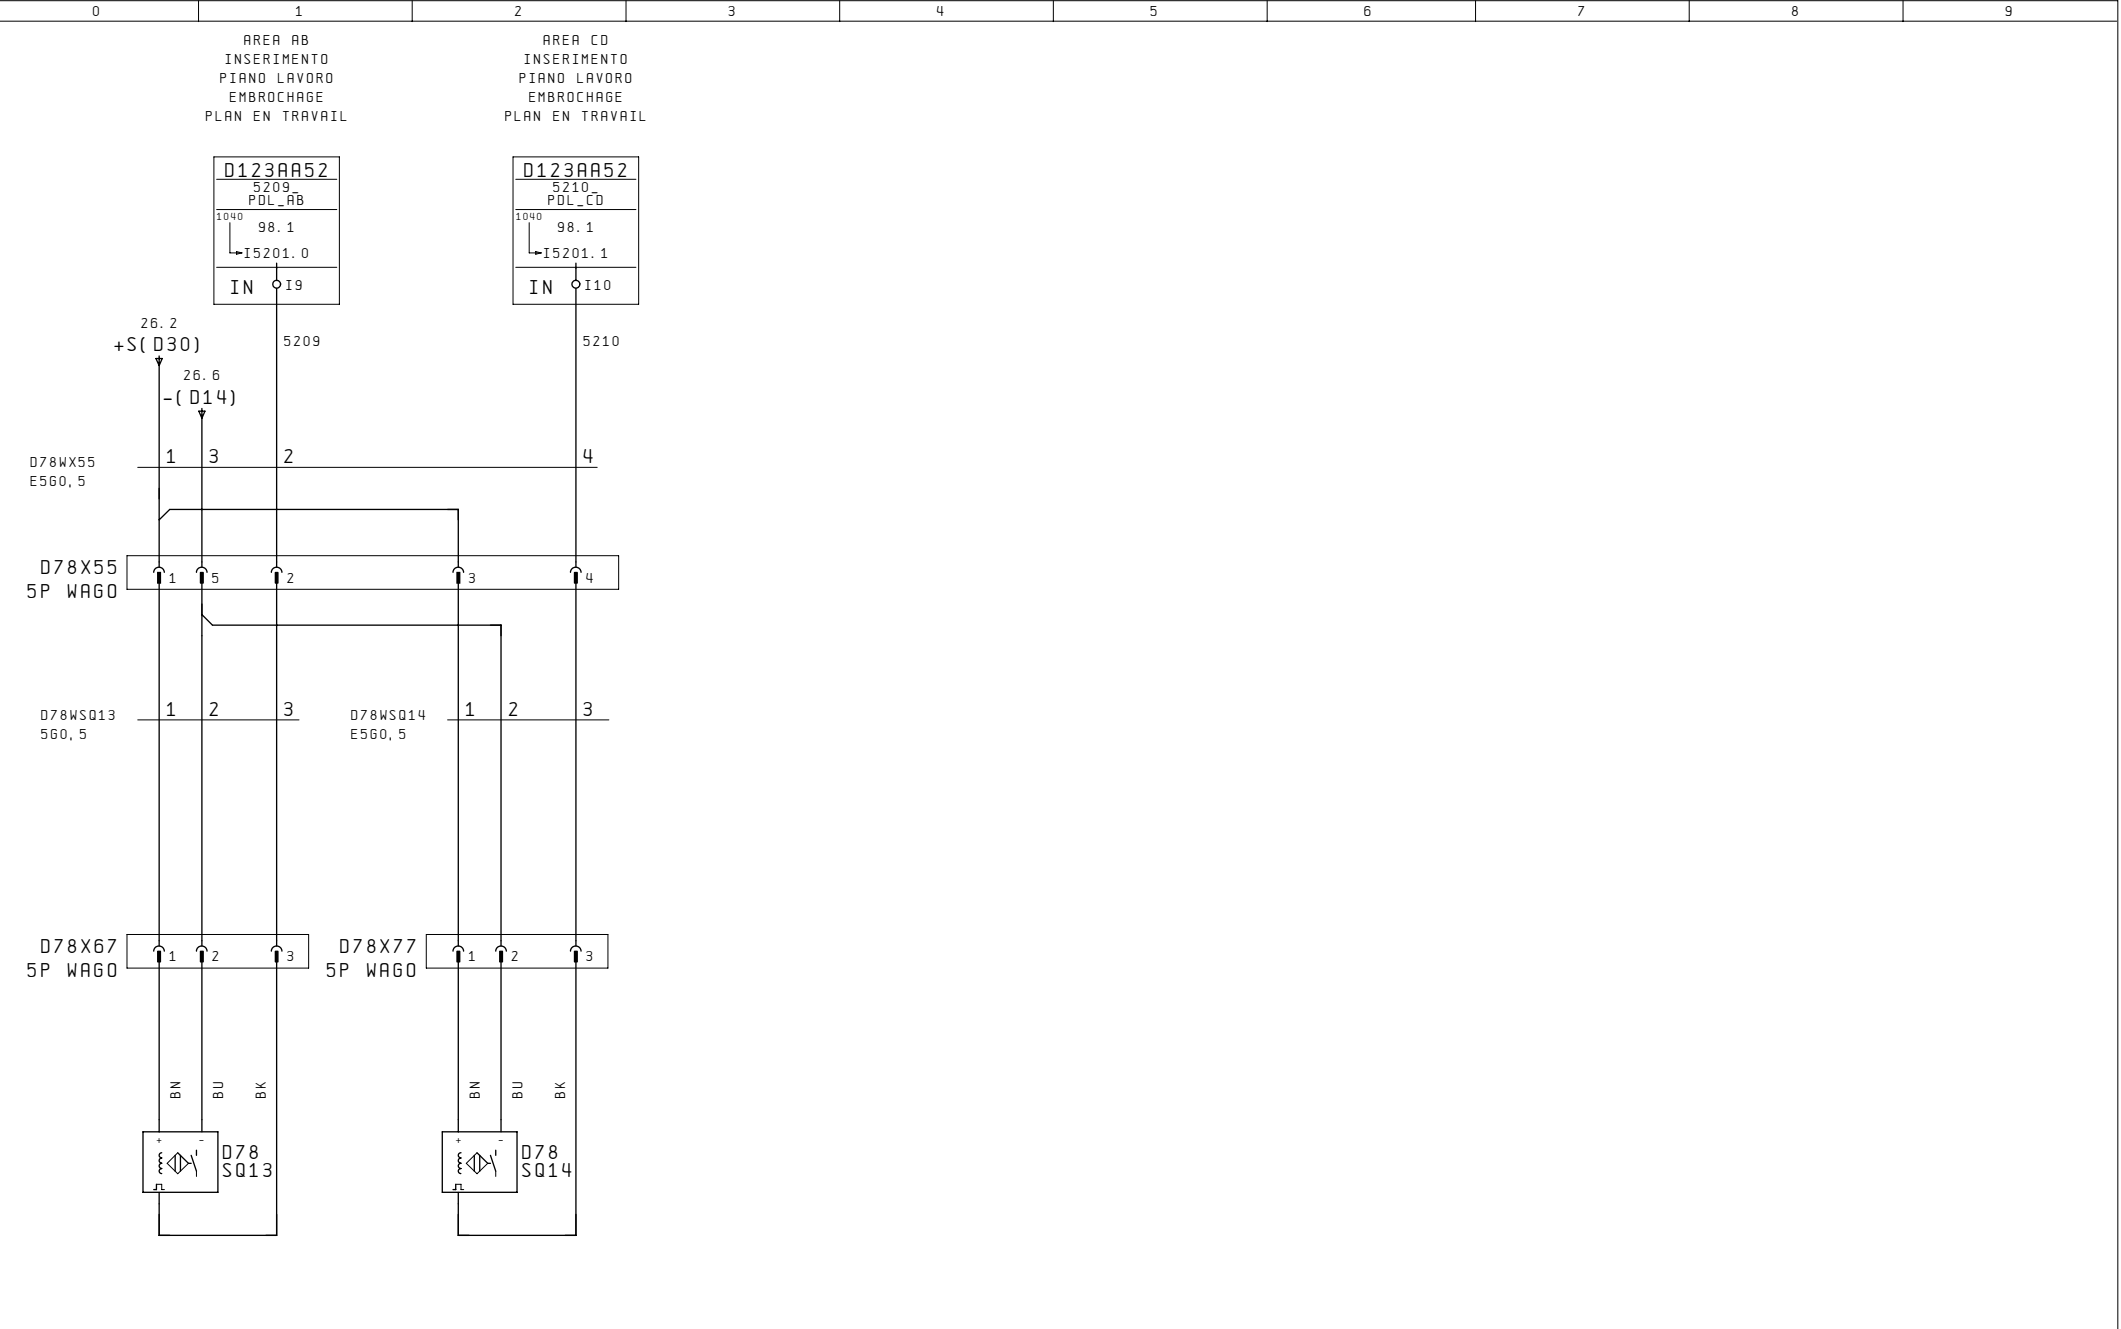 0 1 2 3 4 5 6 7 8 9
AREA AB
INSERIMENTO
PIANO LAVORO
EMBROCHAGE
PLAN EN TRAVAIL
AREA CD
INSERIMENTO
PIANO LAVORO
EMBROCHAGE
PLAN EN TRAVAIL
D123AA52
5209_
PDL_AB
1040
98.1
I5201.0
IN I9
D123AA52
5210_
PDL_CD
1040
98.1
I5201.1
IN I10
26.2
+S(D30)
5209
5210
26.6
-(D14)
D78WX55
E5G0,5
1 3 2 4
D78X55
5P WAGO
1 5 2 3 4
D78WSQ13
5G0,5
1 2 3
D78WSQ14
E5G0,5
1 2 3
D78X67
5P WAGO
1 2 3
D78X77
5P WAGO
1 2 3
BN BU BK
BN BU BK
+ -
D78
SQ13
+ -
D78
SQ14